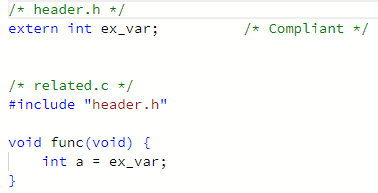 /* header.h */
extern int ex_var;           /* Compliant */
/* related.c */
#include "header.h"
void func(void) {
    int a = ex_var;
}